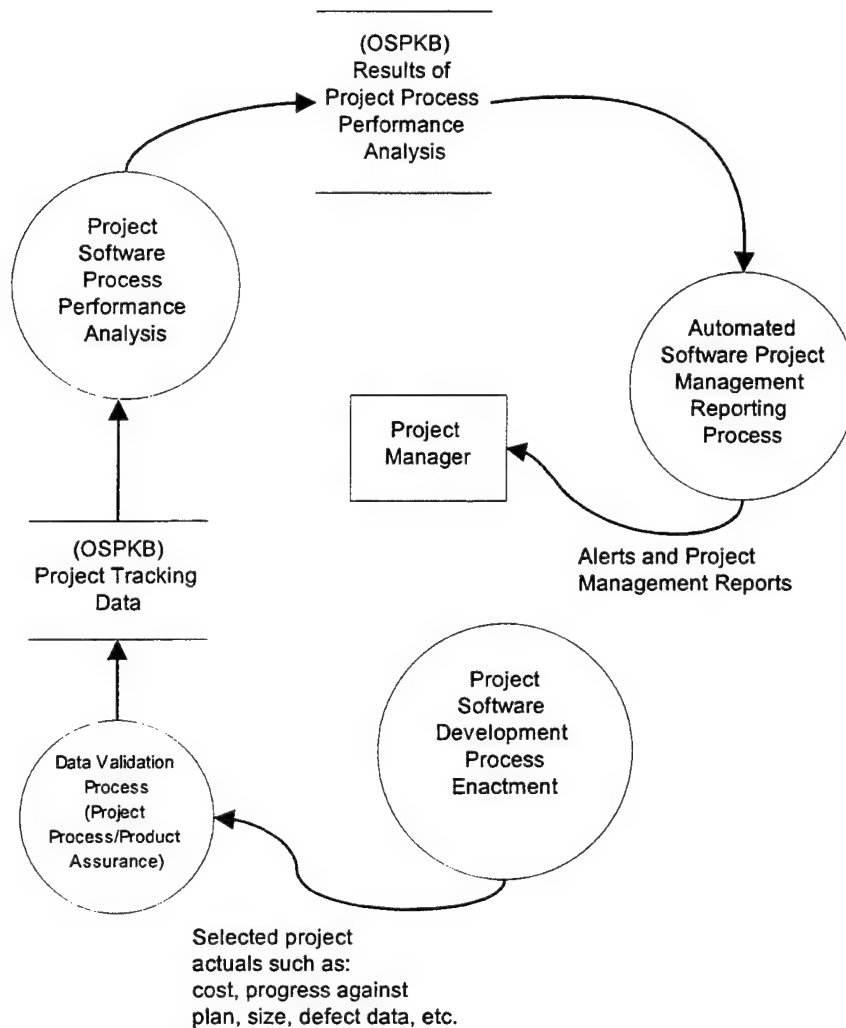 (OSPKB)
Results of
Project Process
Performance
Analysis
Project
Software
Process
Performance
Analysis
Automated
Software Project
Management
Reporting
Process
Project
Manager
Alerts and Project
Management Reports
(OSPKB)
Project Tracking
Data
Project
Software
Development
Process
Enactment
Data Validation
Process
(Project
Process/Product
Assurance)
Selected project
actuals such as:
cost, progress against
plan, size, defect data, etc.